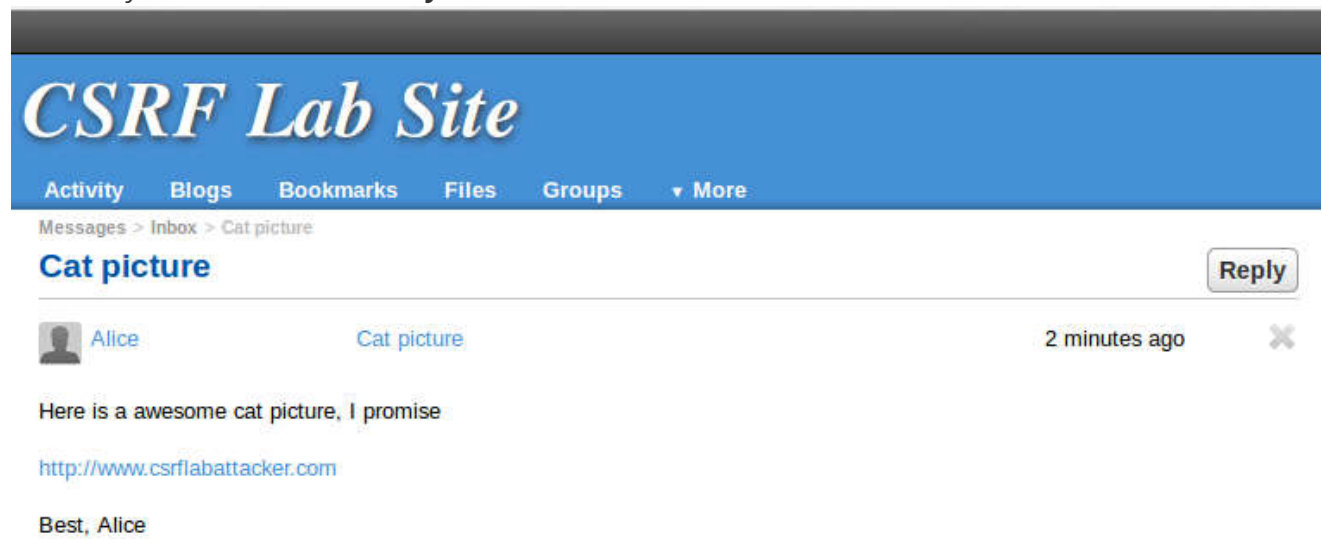 CSRF Lab Site
Activity Blogs Bookmarks Files Groups ▼ More
Messages > Inbox > Cat picture
Cat picture
Reply
Alice Cat picture 2 minutes ago
Here is a awesome cat picture, I promise
http://www.csrflabattacker.com
Best, Alice